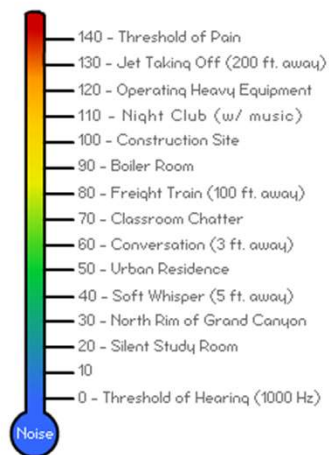 140 - Threshold of Pain
130 - Jet Taking Off (200 ft. away)
120 - Operating Heavy Equipment
110 - Night Club (w/ music)
100 - Construction Site
90 - Boiler Room
80 - Freight Train (100 ft. away)
70 - Classroom Chatter
60 - Conversation (3 ft. away)
50 - Urban Residence
40 - Soft Whisper (5 ft. away)
30 - North Rim of Grand Canyon
20 - Silent Study Room
10
0 - Threshold of Hearing (1000 Hz)
Noise